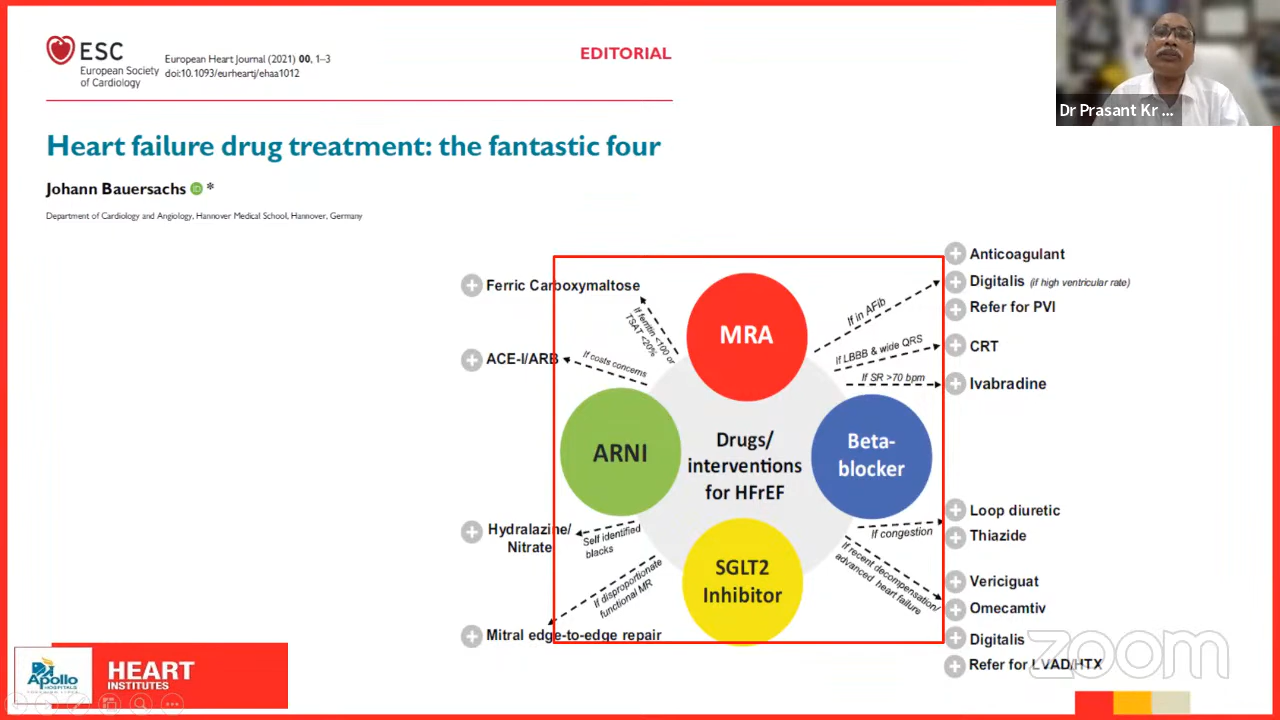 ESC
European Society
of Cardiology
European Heart Journal (2021) 00, 1–3
doi:10.1093/eurheartj/ehaa1012
EDITORIAL
Dr Prasant Kr ...
Heart failure drug treatment: the fantastic four
Johann Bauersachs iD *
Department of Cardiology and Angiology, Hannover Medical School, Hannover, Germany
Ferric Carboxymaltose
If ferritin <100 or
TSAT <20%
ACE-I/ARB
If costs concerns
MRA
If in AFib
Anticoagulant
Digitalis (if high ventricular rate)
Refer for PVI
If LBBB & wide QRS
CRT
If SR >70 bpm
Ivabradine
ARNI
Drugs/
interventions
for HFrEF
Beta-
blocker
Hydralazine/
Nitrate
Self identified
blacks
If disproportionate
functional MR
Mitral edge-to-edge repair
SGLT2
Inhibitor
If congestion
Loop diuretic
Thiazide
If recent decompensation/
advanced heart failure
Vericiguat
Omecamtiv
Digitalis
Refer for LVAD/HTX
Apollo
HOSPITALS
HEART
INSTITUTES
zoom